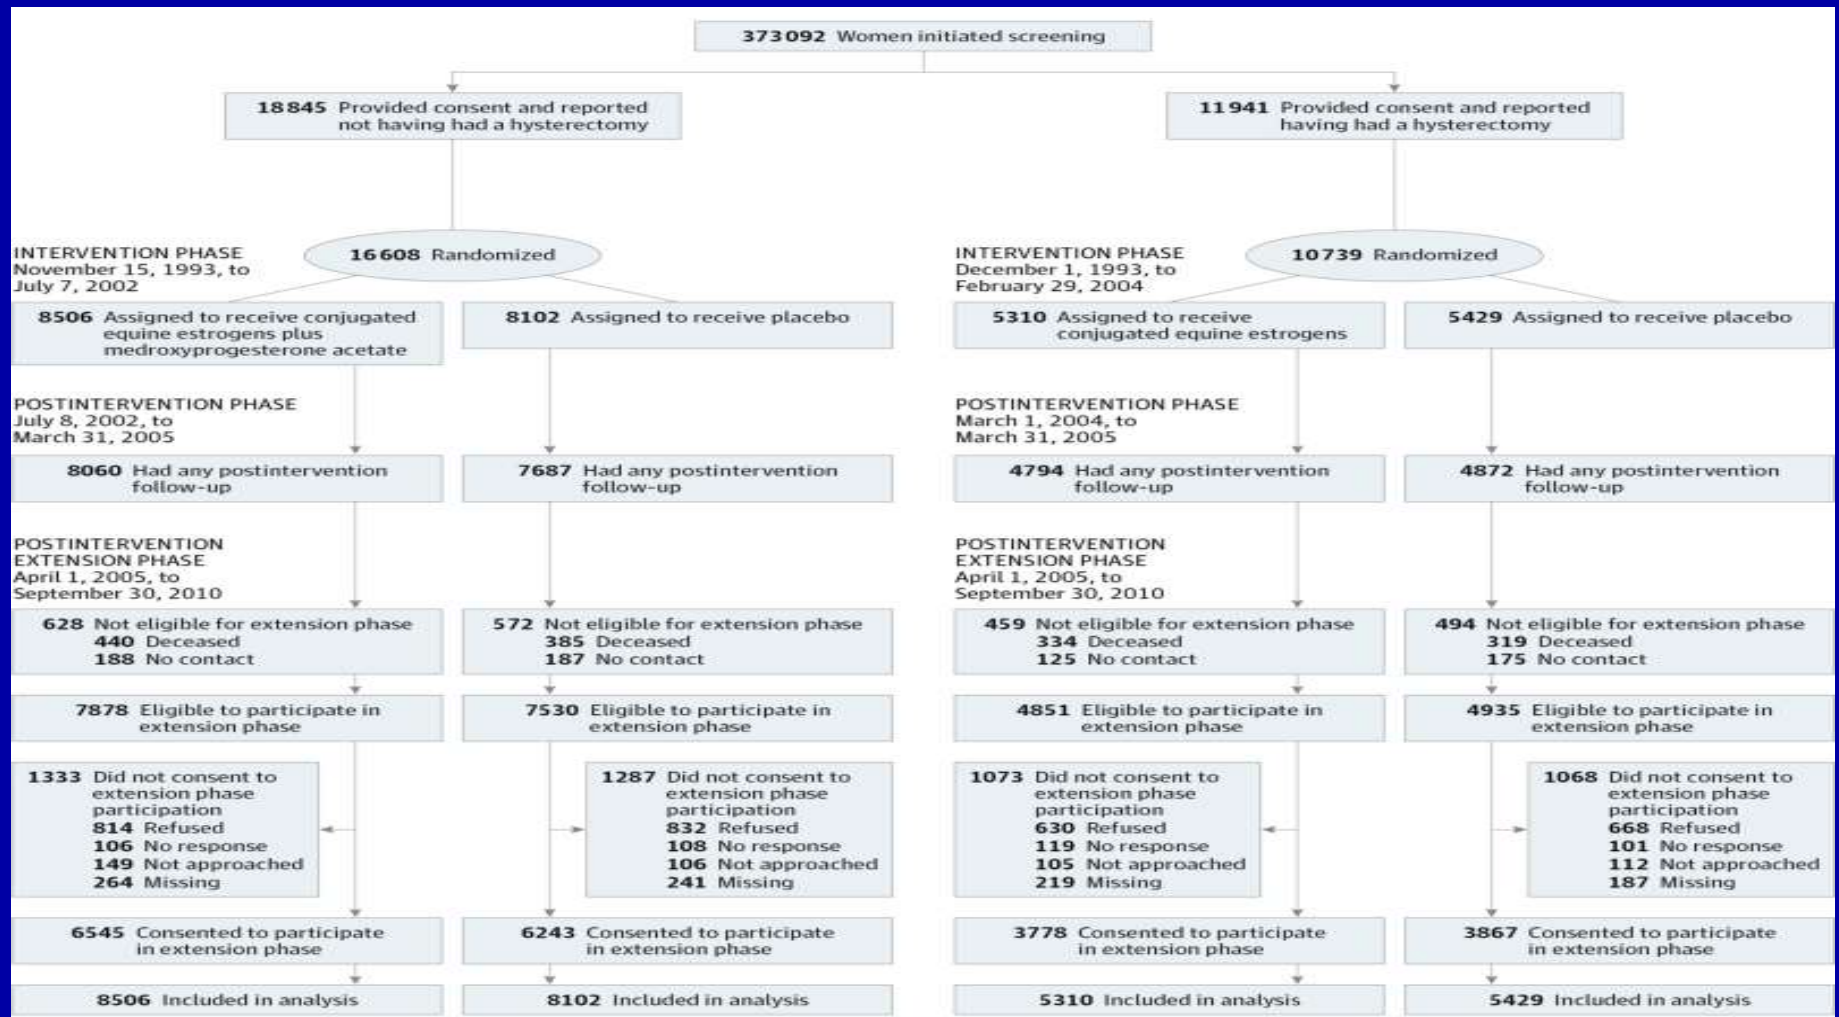 373092 Women initiated screening
18845 Provided consent and reported
not having had a hysterectomy
11941 Provided consent and reported
having had a hysterectomy
INTERVENTION PHASE
November 15, 1993, to
July 7, 2002
16608 Randomized
INTERVENTION PHASE
December 1, 1993, to
February 29, 2004
10739 Randomized
8506 Assigned to receive conjugated
equine estrogens plus
medroxyprogesterone acetate
8102 Assigned to receive placebo
5310 Assigned to receive
conjugated equine estrogens
5429 Assigned to receive placebo
POSTINTERVENTION PHASE
July 8, 2002, to
March 31, 2005
POSTINTERVENTION PHASE
March 1, 2004, to
March 31, 2005
8060 Had any postintervention
follow-up
7687 Had any postintervention
follow-up
4794 Had any postintervention
follow-up
4872 Had any postintervention
follow-up
POSTINTERVENTION
EXTENSION PHASE
April 1, 2005, to
September 30, 2010
POSTINTERVENTION
EXTENSION PHASE
April 1, 2005, to
September 30, 2010
628 Not eligible for extension phase
440 Deceased
188 No contact
572 Not eligible for extension phase
385 Deceased
187 No contact
459 Not eligible for extension phase
334 Deceased
125 No contact
494 Not eligible for extension phase
319 Deceased
175 No contact
7878 Eligible to participate in
extension phase
7530 Eligible to participate in
extension phase
4851 Eligible to participate in
extension phase
4935 Eligible to participate in
extension phase
1333 Did not consent to
extension phase
participation
814 Refused
106 No response
149 Not approached
264 Missing
1287 Did not consent to
extension phase
participation
832 Refused
108 No response
106 Not approached
241 Missing
1073 Did not consent to
extension phase
participation
630 Refused
119 No response
105 Not approached
219 Missing
1068 Did not consent to
extension phase
participation
668 Refused
101 No response
112 Not approached
187 Missing
6545 Consented to participate
in extension phase
6243 Consented to participate
in extension phase
3778 Consented to participate
in extension phase
3867 Consented to participate
in extension phase
8506 Included in analysis
8102 Included in analysis
5310 Included in analysis
5429 Included in analysis